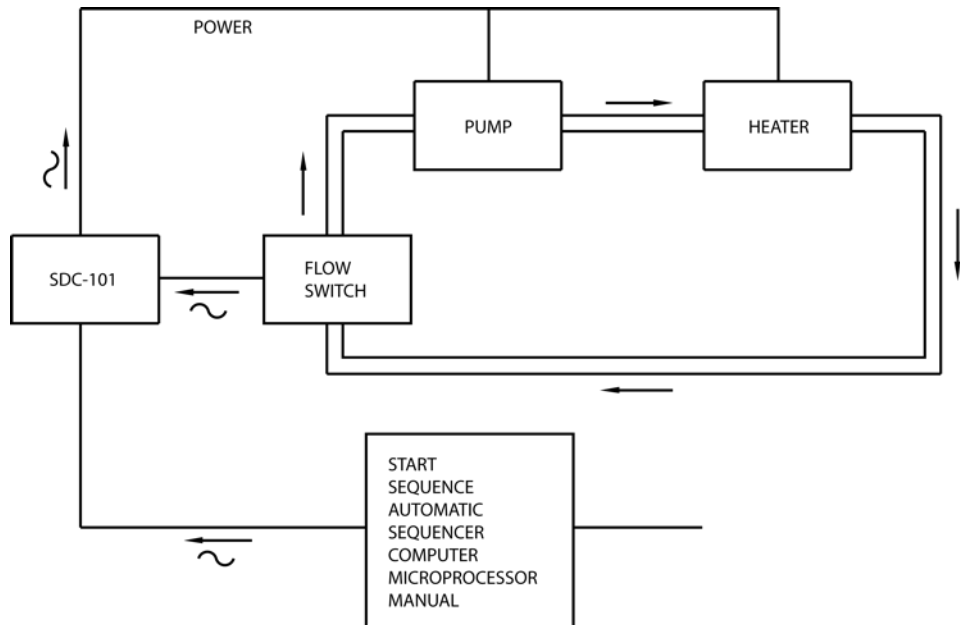 POWER
PUMP
HEATER
SDC-101
FLOW
SWITCH
START
SEQUENCE
AUTOMATIC
SEQUENCER
COMPUTER
MICROPROCESSOR
MANUAL